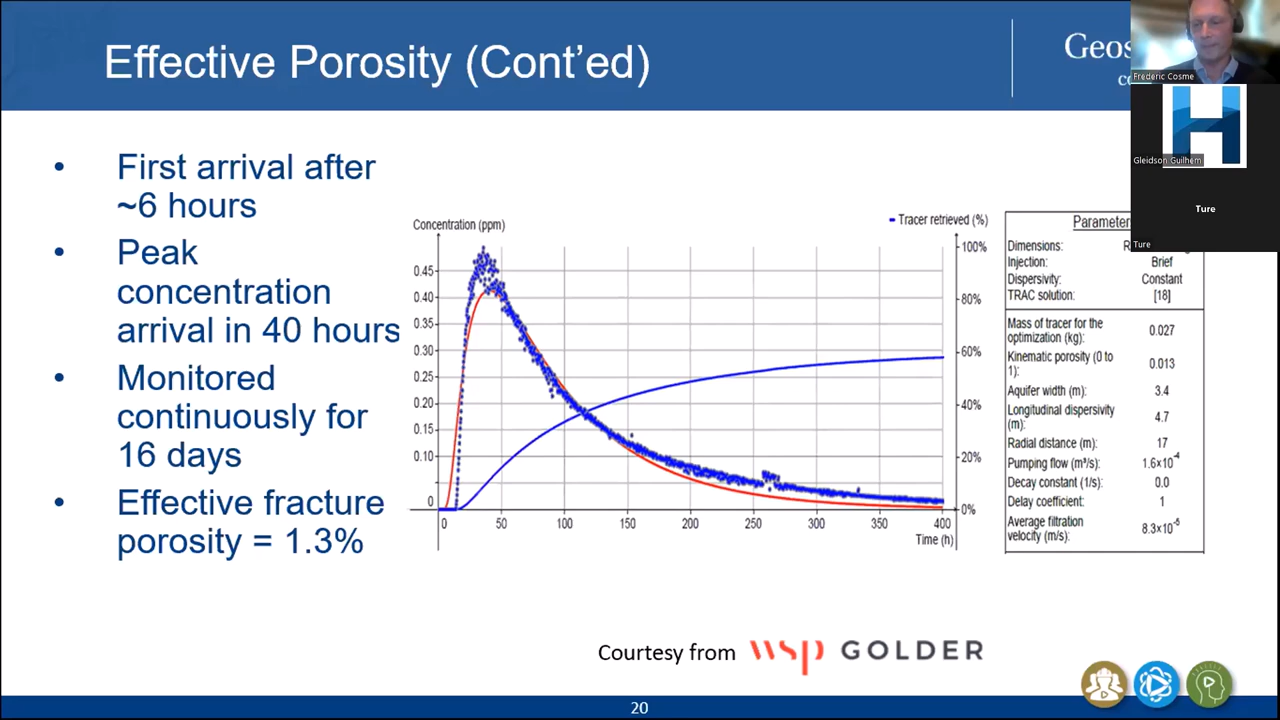 Effective Porosity (Cont'ed)
Frederic Cosme
Gleidson Guilhem
Ture
Ture
• First arrival after
~6 hours
• Peak
concentration
arrival in 40 hours
• Monitored
continuously for
16 days
• Effective fracture
porosity = 1.3%
Concentration (ppm)
Tracer retrieved (%)
0.45
0.40
0.35
0.30
0.25
0.20
0.15
0.10
0
100%
80%
60%
40%
20%
0%
0 50 100 150 200 250 300 350 400
Time (h)
Dimensions:
Injection: Brief
Dispersivity: Constant
TRAC solution: [18]
Mass of tracer for the
optimization (kg): 0.027
Kinematic porosity (0 to
1): 0.013
Aquifer width (m): 3.4
Longitudinal dispersivity
(m): 4.7
Radial distance (m): 17
Pumping flow (m³/s): 1.6x10⁻⁴
Decay constant (1/s): 0.0
Delay coefficient: 1
Average filtration
velocity (m/s): 8.3x10⁻⁵
Courtesy from wsp GOLDER
20